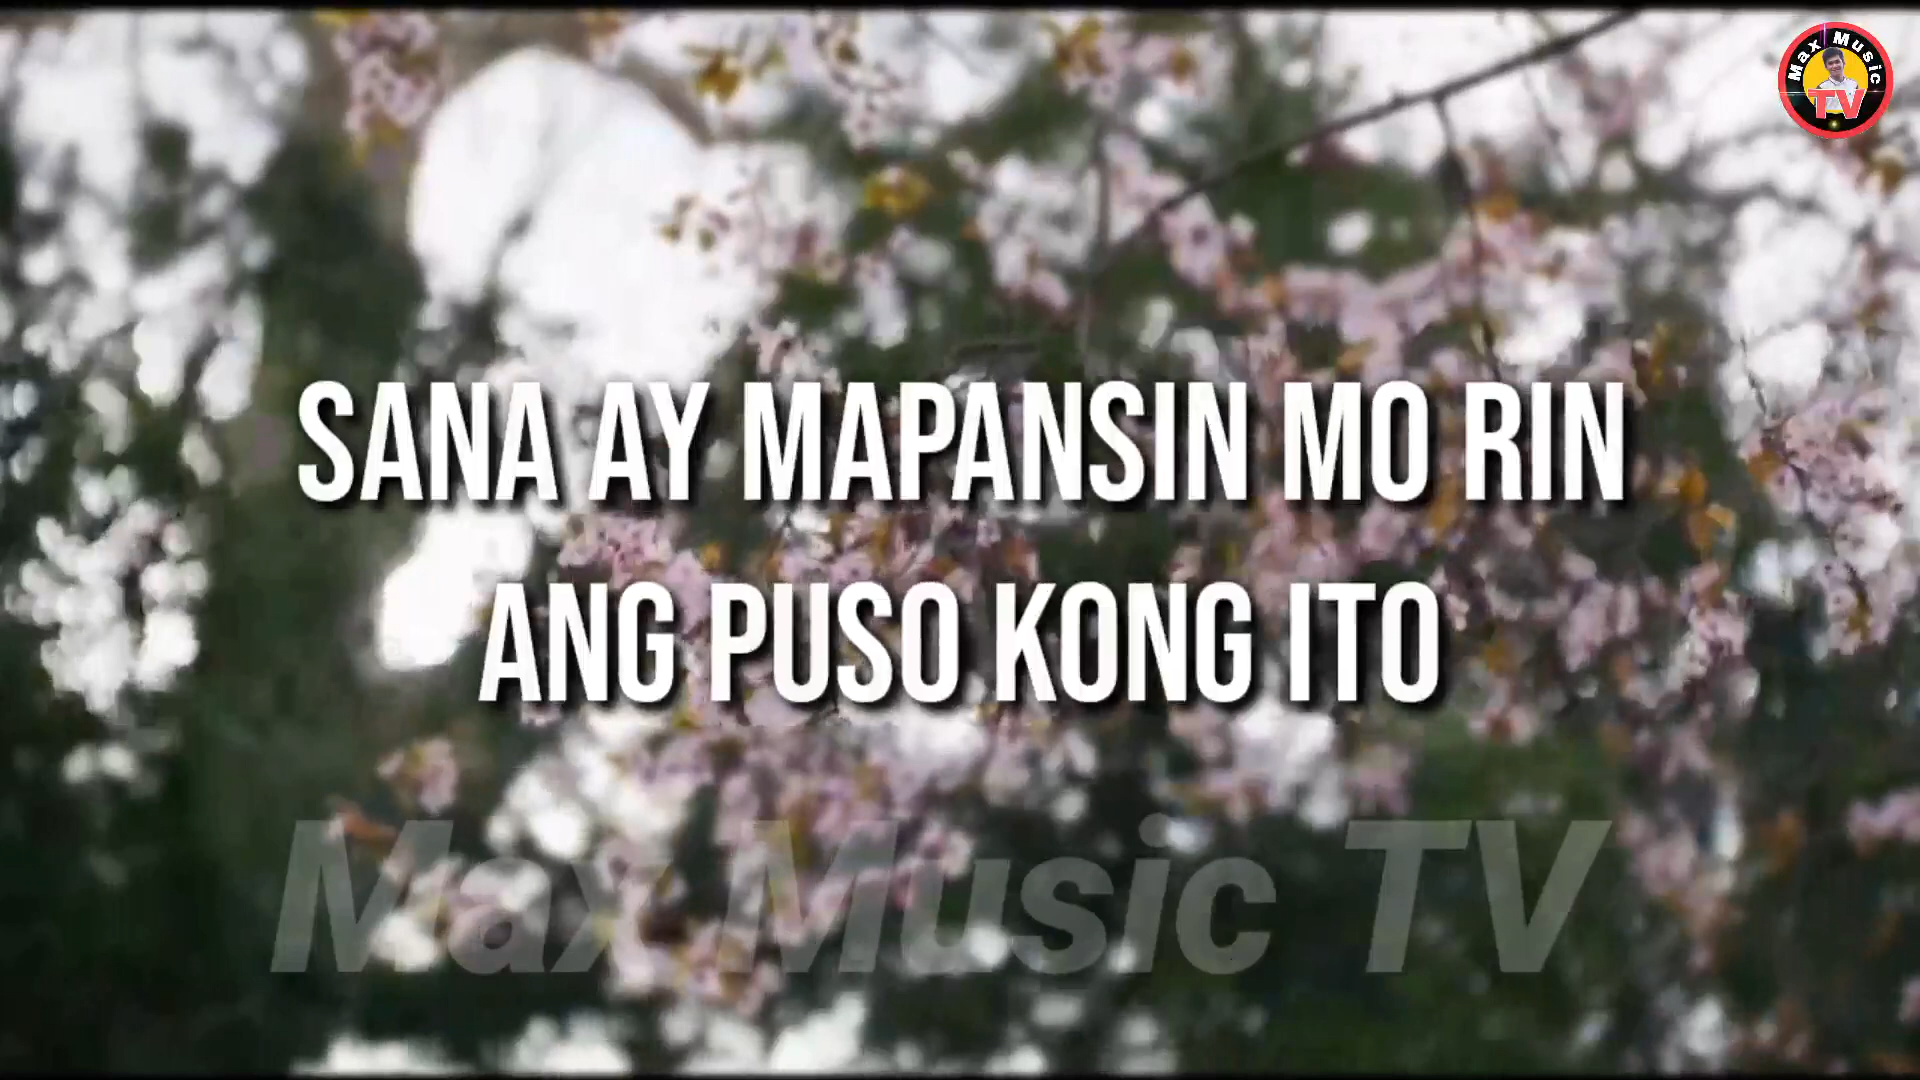 Max Music
TV
SANA AY MAPANSIN MO RIN
ANG PUSO KONG ITO
Max Music TV